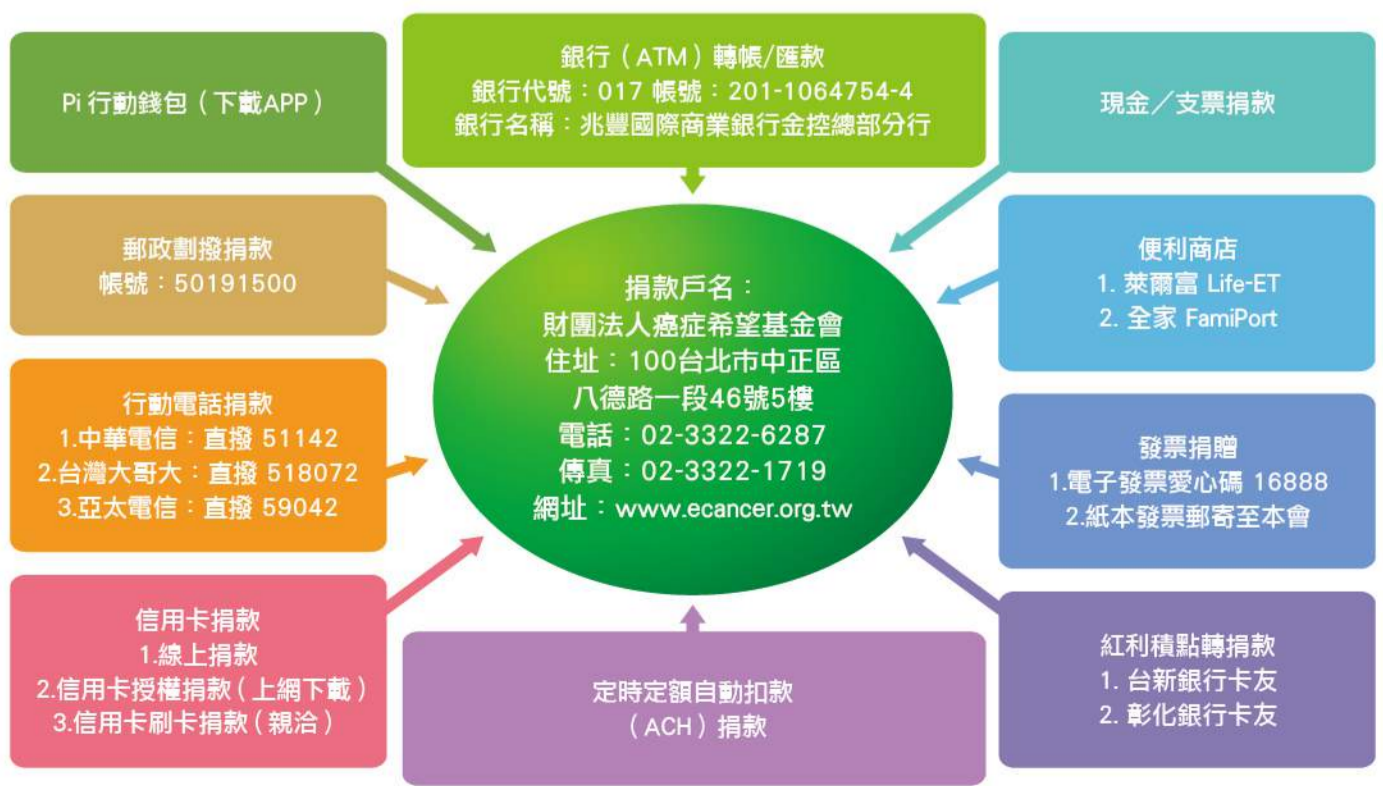 Pi 行動錢包（下載APP）
銀行（ATM）轉帳/匯款
銀行代號：017 帳號：201-1064754-4
銀行名稱：兆豐國際商業銀行金控總部分行
現金／支票捐款
郵政劃撥捐款
帳號：50191500
便利商店
1. 萊爾富 Life-ET
2. 全家 FamiPort
捐款戶名：
財團法人癌症希望基金會
住址：100台北市中正區
八德路一段46號5樓
電話：02-3322-6287
傳真：02-3322-1719
網址：www.ecancer.org.tw
行動電話捐款
1.中華電信：直撥 51142
2.台灣大哥大：直撥 518072
3.亞太電信：直撥 59042
發票捐贈
1.電子發票愛心碼 16888
2.紙本發票郵寄至本會
信用卡捐款
1.線上捐款
2.信用卡授權捐款（上網下載）
3.信用卡刷卡捐款（親洽）
定時定額自動扣款
（ACH）捐款
紅利積點轉捐款
1. 台新銀行卡友
2. 彰化銀行卡友